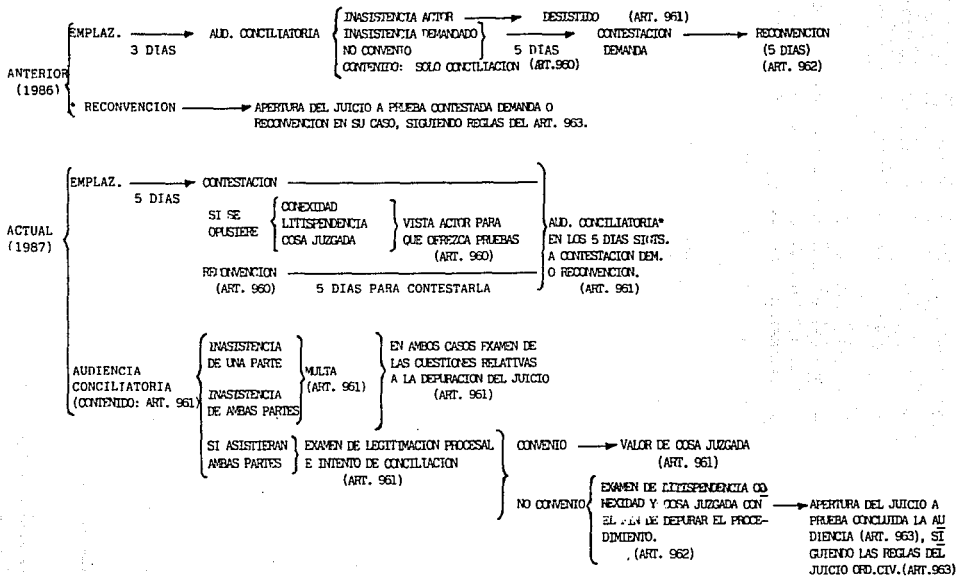 INASISTENCIA ACTOR DESISTIDO (ART. 961)
EMPLAZ. AUD. CONCILIATORIA INASISTENCIA DEMANDADO CONTESTACION RECONVENCION
3 DIAS NO CONVENIO 5 DIAS DEMANDA (5 DIAS)
CONTENIDO: SOLO CONCILIACION (ART.960) (ART. 962)
ANTERIOR
(1986)
* RECONVENCION APERTURA DEL JUICIO A PRUEBA CONTESTADA DEMANDA O
RECONVENCION EN SU CASO, SIGUIENDO REGLAS DEL ART. 963.
ACTUAL
(1987)
EMPLAZ. CONTESTACION
5 DIAS
SI SE
OPUSIERE
CONEXIDAD
LITISPENDENCIA
COSA JUZGADA
VISTA ACTOR PARA
QUE OFREZCA PRUEBAS
(ART. 960)
RECONVENCION
(ART. 960) 5 DIAS PARA CONTESTARLA
AUD. CONCILIATORIA*
EN LOS 5 DIAS SIGTS.
A CONTESTACION DEM.
O RECONVENCION.
(ART. 961)
AUDIENCIA
CONCILIATORIA
(CONTENIDO: ART. 961)
INASISTENCIA
DE UNA PARTE
INASISTENCIA
DE AMBAS PARTES
MULTA
(ART. 961)
EN AMBOS CASOS EXAMEN DE
LAS CUESTIONES RELATIVAS
A LA DEPURACION DEL JUICIO
(ART. 961)
SI ASISTIERAN
AMBAS PARTES
EXAMEN DE LEGITIMACION PROCESAL
E INTENTO DE CONCILIACION
(ART. 961)
CONVENIO VALOR DE COSA JUZGADA
(ART. 961)
NO CONVENIO
EXAMEN DE LITISPENDENCIA CO
NEXIDAD Y COSA JUZGADA CON
EL FIN DE DEPURAR EL PROCE-
DIMIENTO.
(ART. 962)
APERTURA DEL JUICIO A
PRUEBA CONCLUIDA LA AU
DIENCIA (ART. 963), SI
GUIENDO LAS REGLAS DEL
JUICIO ORD.CIV.(ART.963)